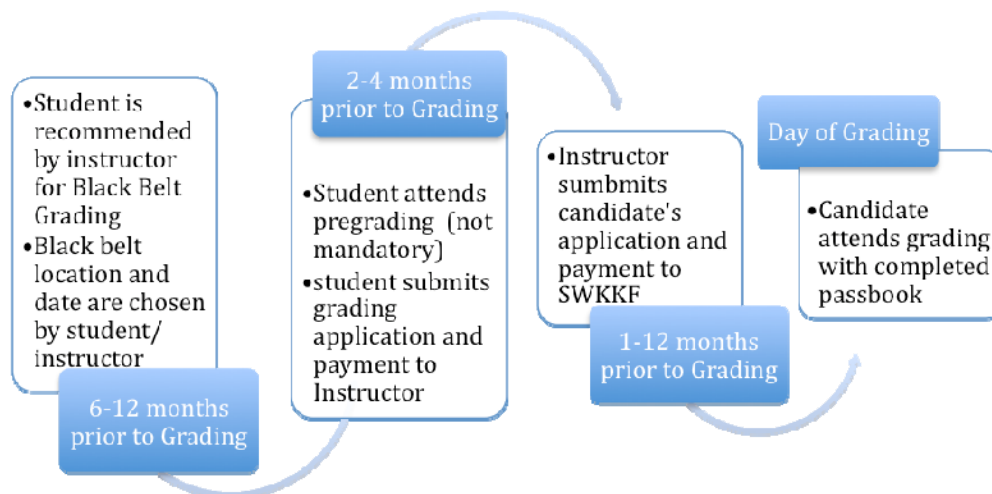 •Student is
recommended
by instructor
for Black Belt
Grading
•Black belt
location and
date are chosen
by student/
instructor
6-12 months
prior to Grading
2-4 months
prior to Grading
•Student attends
pregrading (not
mandatory)
•student submits
grading
application and
payment to
Instructor
•Instructor
sumbmits
candidate's
application and
payment to
SWKKF
1-12 months
prior to Grading
Day of Grading
•Candidate
attends grading
with completed
passbook